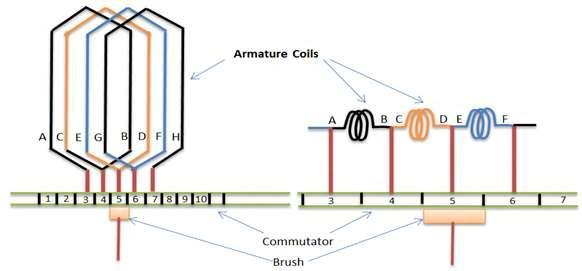 Armature Coils
A C E G B D F H
A B C D E F
1 2 3 4 5 6 7 8 9 10
3 4 5 6 7
Commutator
Brush